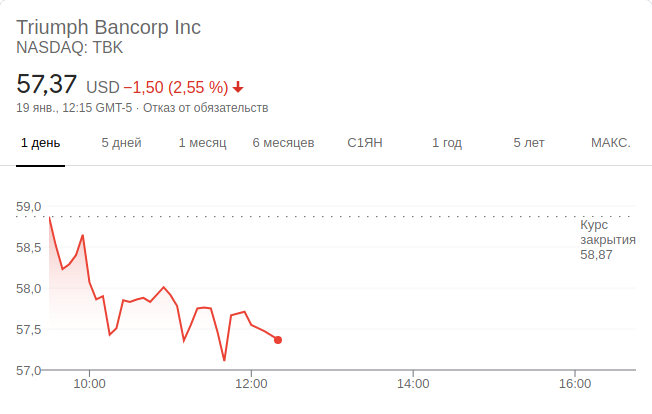 Triumph Bancorp Inc
NASDAQ: TBK
57,37 USD −1,50 (2,55 %)
19 янв., 12:15 GMT-5 · Отказ от обязательств
1 день 5 дней 1 месяц 6 месяцев С1ЯН 1 год 5 лет МАКС.
59,0
Курс
закрытия
58,5
58,87
58,0
57,5
57,0
10:00 12:00 14:00 16:00